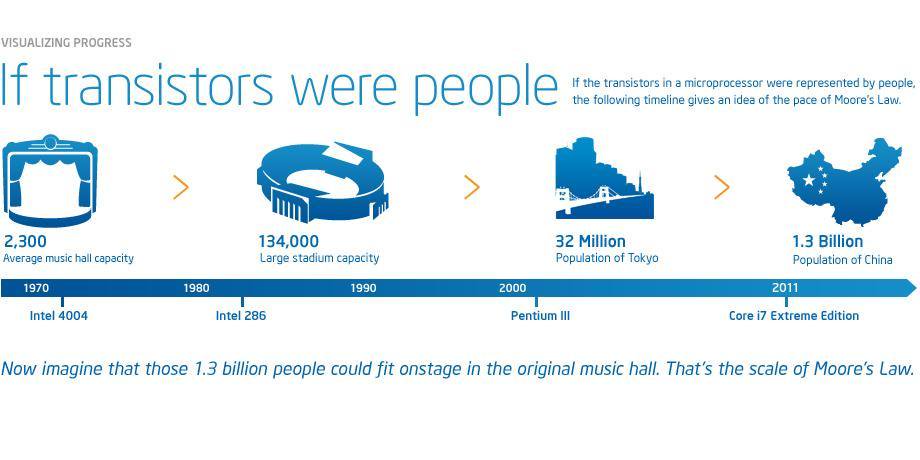 VISUALIZING PROGRESS
If transistors were people
If the transistors in a microprocessor were represented by people,
the following timeline gives an idea of the pace of Moore's Law.
2,300
Average music hall capacity
134,000
Large stadium capacity
32 Million
Population of Tokyo
1.3 Billion
Population of China
1970 1980 1990 2000 2011
Intel 4004 Intel 286 Pentium III Core i7 Extreme Edition
Now imagine that those 1.3 billion people could fit onstage in the original music hall. That's the scale of Moore's Law.